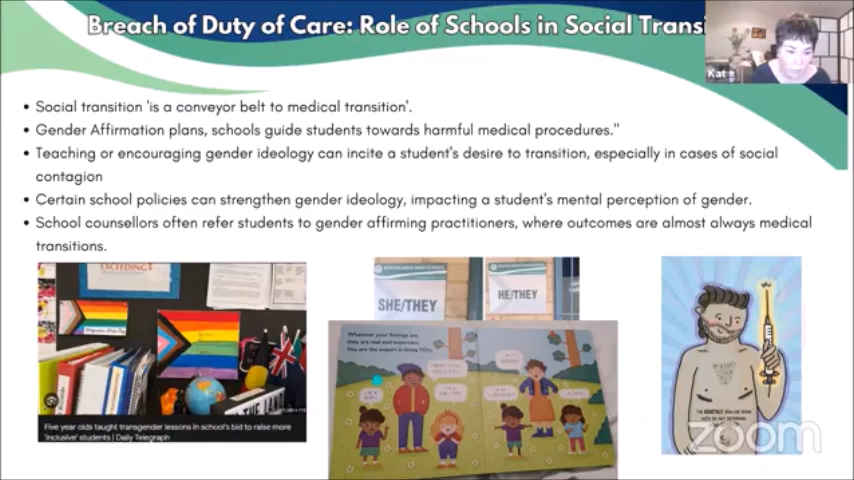 Breach of Duty of Care: Role of Schools in Social Transi
Kat
• Social transition 'is a conveyor belt to medical transition'.
• Gender Affirmation plans, schools guide students towards harmful medical procedures."
• Teaching or encouraging gender ideology can incite a student's desire to transition, especially in cases of social
contagion
• Certain school policies can strengthen gender ideology, impacting a student's mental perception of gender.
• School counsellors often refer students to gender affirming practitioners, where outcomes are almost always medical
transitions.
EXCEEDING
SHE/THEY
HE/THEY
Whatever your feelings are,
they are real and important.
You are the expert in being YOU.
Five year olds taught transgender lessons in school's bid to raise more
'inclusive' students | Daily Telegraph
zoom